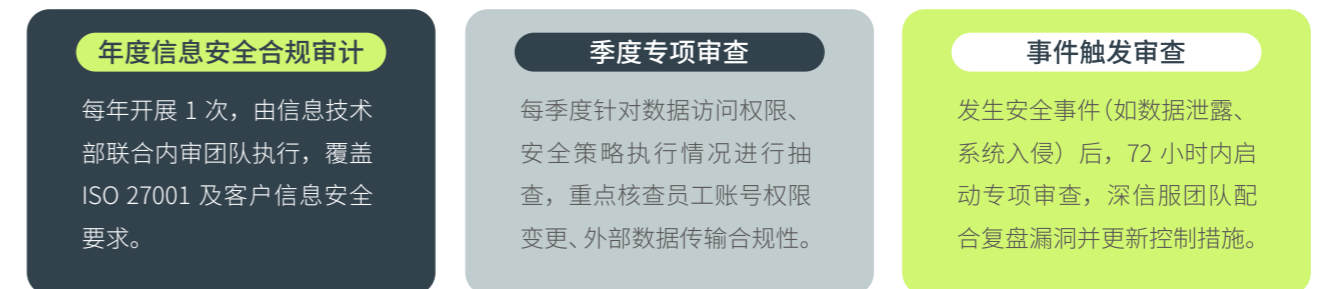 年度信息安全合规审计
每年开展 1 次，由信息技术
部联合内审团队执行，覆盖
ISO 27001 及客户信息安全
要求。
季度专项审查
每季度针对数据访问权限、
安全策略执行情况进行抽
查，重点核查员工账号权限
变更、外部数据传输合规性。
事件触发审查
发生安全事件（如数据泄露、
系统入侵）后，72 小时内启
动专项审查，深信服团队配
合复盘漏洞并更新控制措施。